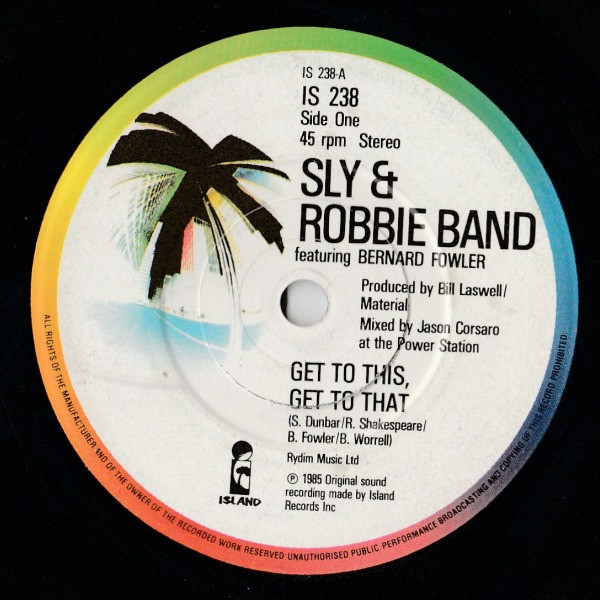 IS 238-A
IS 238
Side One
45 rpm Stereo
SLY &
ROBBIE BAND
featuring BERNARD FOWLER
Produced by Bill Laswell/
Material
Mixed by Jason Corsaro
at the Power Station
GET TO THIS,
GET TO THAT
(S. Dunbar/R. Shakespeare/
B. Fowler/B. Worrell)
Rydim Music Ltd
℗ 1985 Original sound
recording made by Island
Records Inc
ISLAND
ALL RIGHTS OF THE MANUFACTURER AND OF THE OWNER OF THE RECORDED WORK RESERVED UNAUTHORISED PUBLIC PERFORMANCE BROADCASTING AND COPYING OF THIS RECORD PROHIBITED